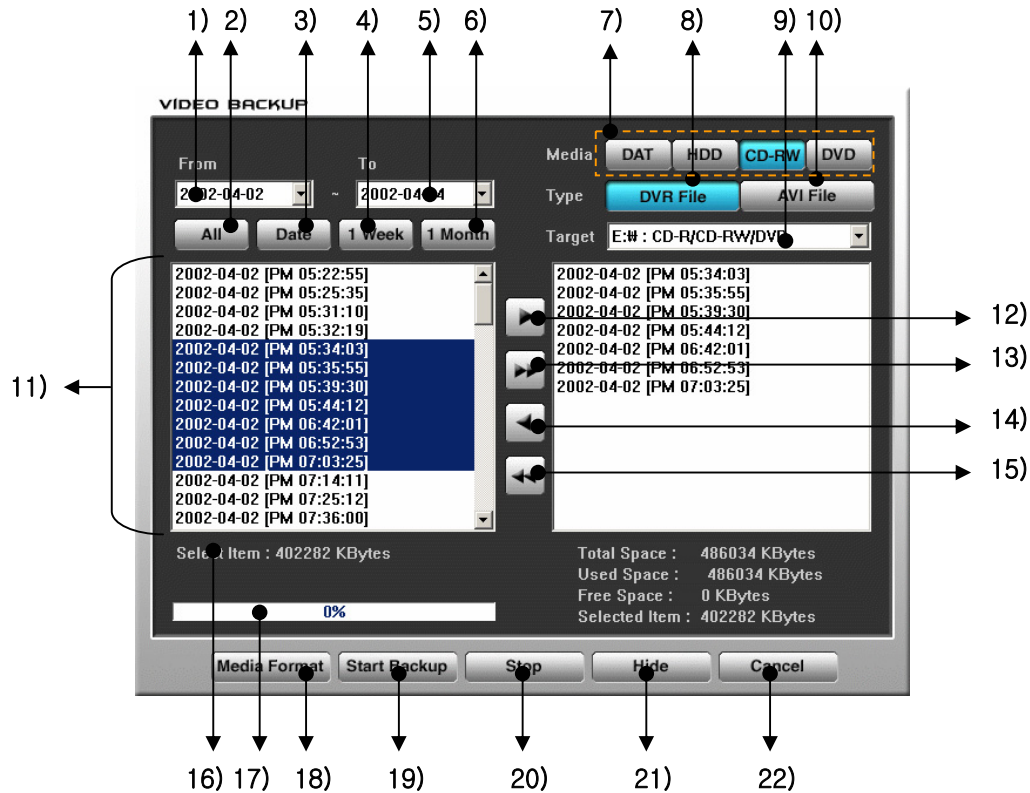 1) 2) 3) 4) 5) 6) 7) 8) 9) 10)
VIDEO BACKUP
From To
Media DAT HDD CD-RW DVD
2002-04-02 ~ 2002-04-04
Type DVR File AVI File
All Date 1 Week 1 Month
Target E:# : CD-R/CD-RW/DVD
2002-04-02 [PM 05:22:55]
2002-04-02 [PM 05:25:35]
2002-04-02 [PM 05:31:10]
2002-04-02 [PM 05:32:19]
2002-04-02 [PM 05:34:03]
2002-04-02 [PM 05:35:55]
2002-04-02 [PM 05:39:30]
2002-04-02 [PM 05:44:12]
2002-04-02 [PM 06:42:01]
2002-04-02 [PM 06:52:53]
2002-04-02 [PM 07:03:25]
2002-04-02 [PM 07:14:11]
2002-04-02 [PM 07:25:12]
2002-04-02 [PM 07:36:00]
11)
2002-04-02 [PM 05:34:03]
2002-04-02 [PM 05:35:55]
2002-04-02 [PM 05:39:30]
2002-04-02 [PM 05:44:12]
2002-04-02 [PM 06:42:01]
2002-04-02 [PM 06:52:53]
2002-04-02 [PM 07:03:25]
12)
13)
14)
15)
Select Item : 402282 KBytes
0%
Total Space : 486034 KBytes
Used Space : 486034 KBytes
Free Space : 0 KBytes
Selected Item : 402282 KBytes
Media Format Start Backup Stop Hide Cancel
16) 17) 18) 19) 20) 21) 22)